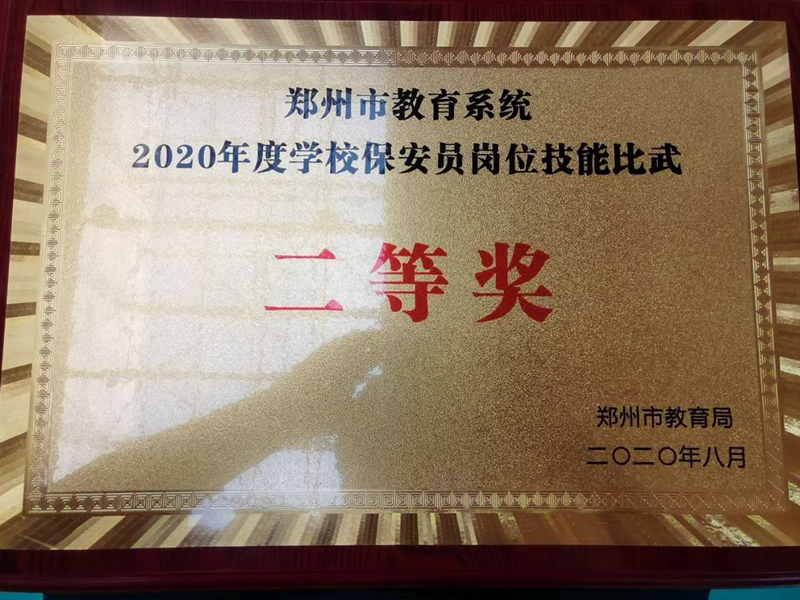 郑州市教育系统
2020年度学校保安员岗位技能比武
二等奖
郑州市教育局
二〇二〇年八月